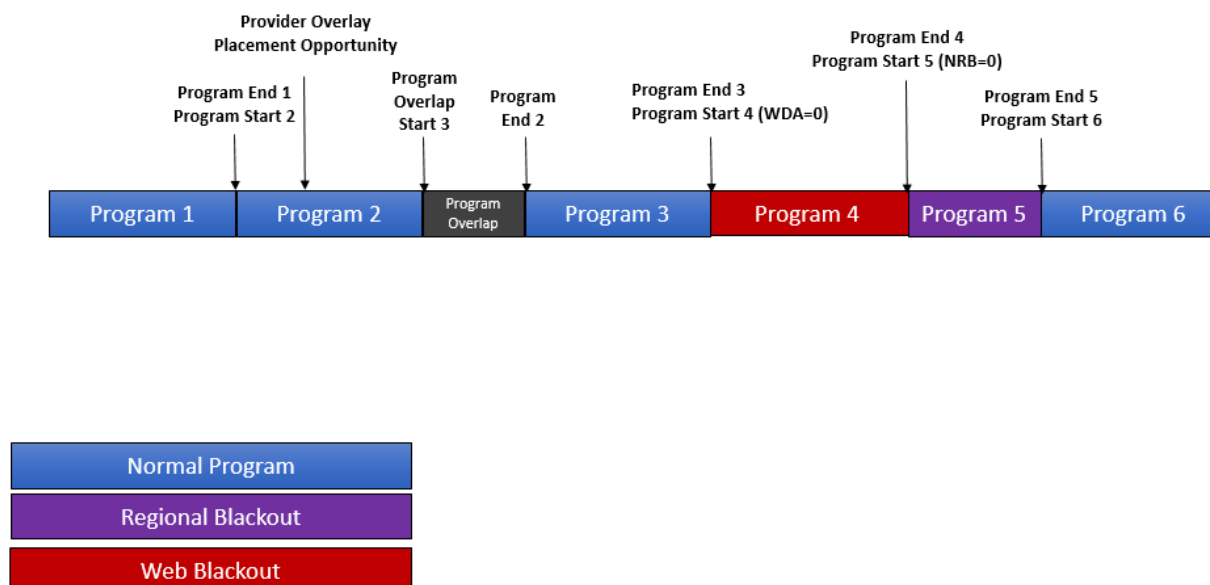 Provider Overlay
Placement Opportunity
Program End 1
Program Start 2
Program
Overlap
Start 3
Program
End 2
Program End 3
Program Start 4 (WDA=0)
Program End 4
Program Start 5 (NRB=0)
Program End 5
Program Start 6
Program 1
Program 2
Program
Overlap
Program 3
Program 4
Program 5
Program 6
Normal Program
Regional Blackout
Web Blackout